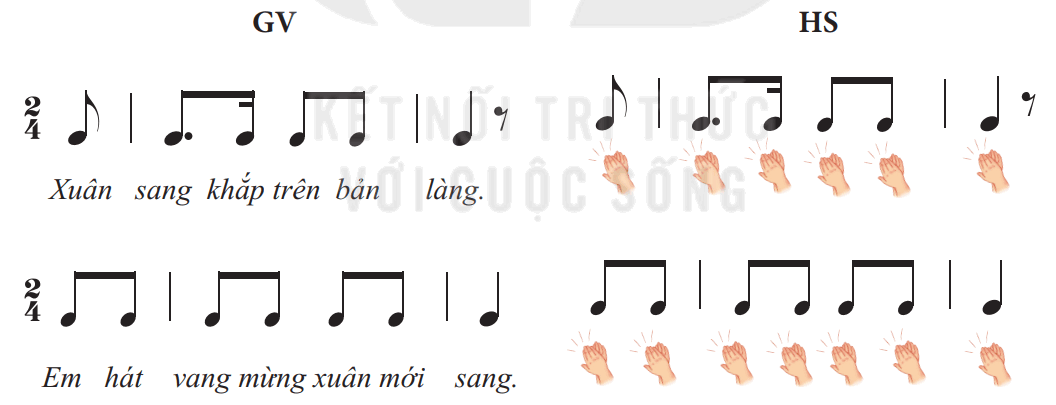 GV HS
KẾT NỐI TRI THỨC
VỚI CUỘC SỐNG
2
4
Xuân sang khắp trên bản làng.
2
4
Em hát vang mừng xuân mới sang.